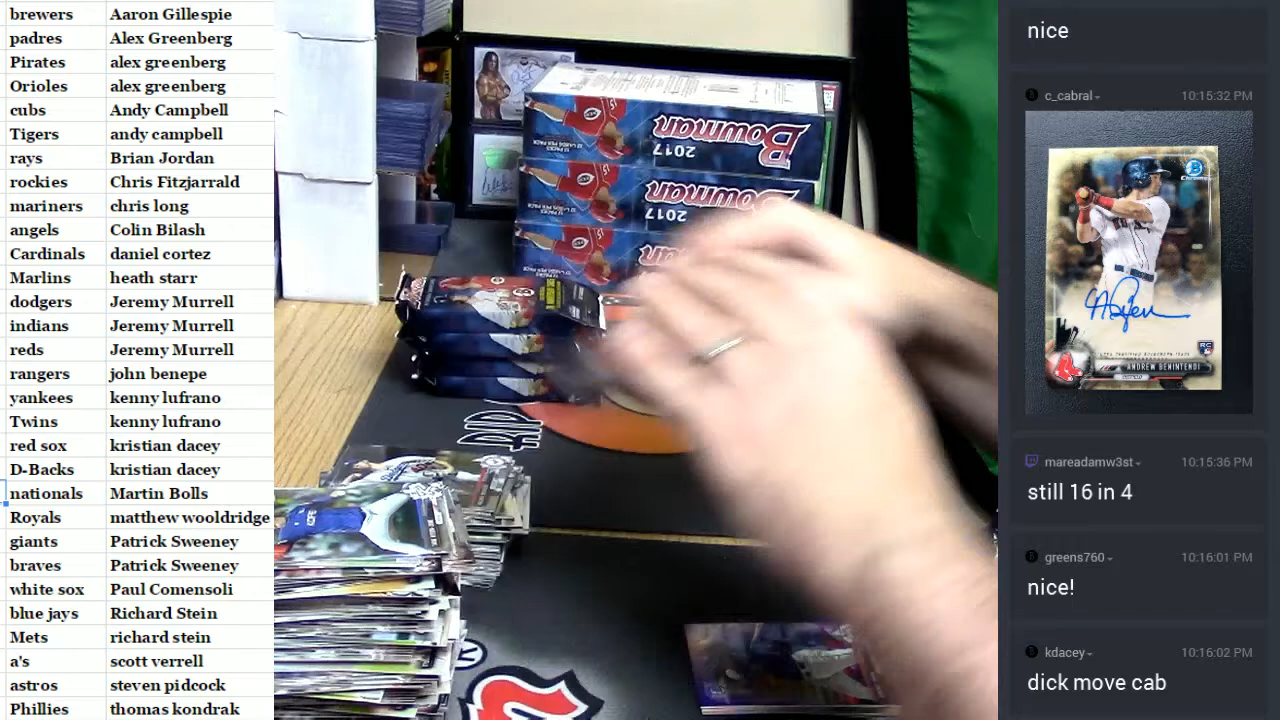 brewers Aaron Gillespie
padres Alex Greenberg
Pirates alex greenberg
Orioles alex greenberg
cubs Andy Campbell
Tigers andy campbell
rays Brian Jordan
rockies Chris Fitzjarrald
mariners chris long
angels Colin Bilash
Cardinals daniel cortez
Marlins heath starr
dodgers Jeremy Murrell
indians Jeremy Murrell
reds Jeremy Murrell
rangers john benepe
yankees kenny lufrano
Twins kenny lufrano
red sox kristian dacey
D-Backs kristian dacey
nationals Martin Bolls
Royals matthew wooldridge
giants Patrick Sweeney
braves Patrick Sweeney
white sox Paul Comensoli
blue jays Richard Stein
Mets richard stein
a's scott verrell
astros steven pidcock
Phillies thomas kondrak
Bowman
2017
Bowman
2017
Bowman
RIP
nice
c_cabral 10:15:32 PM
Chrome
ANDREW BENINTENDI
mareadamw3st 10:15:36 PM
still 16 in 4
greens760 10:16:01 PM
nice!
kdacey 10:16:02 PM
dick move cab